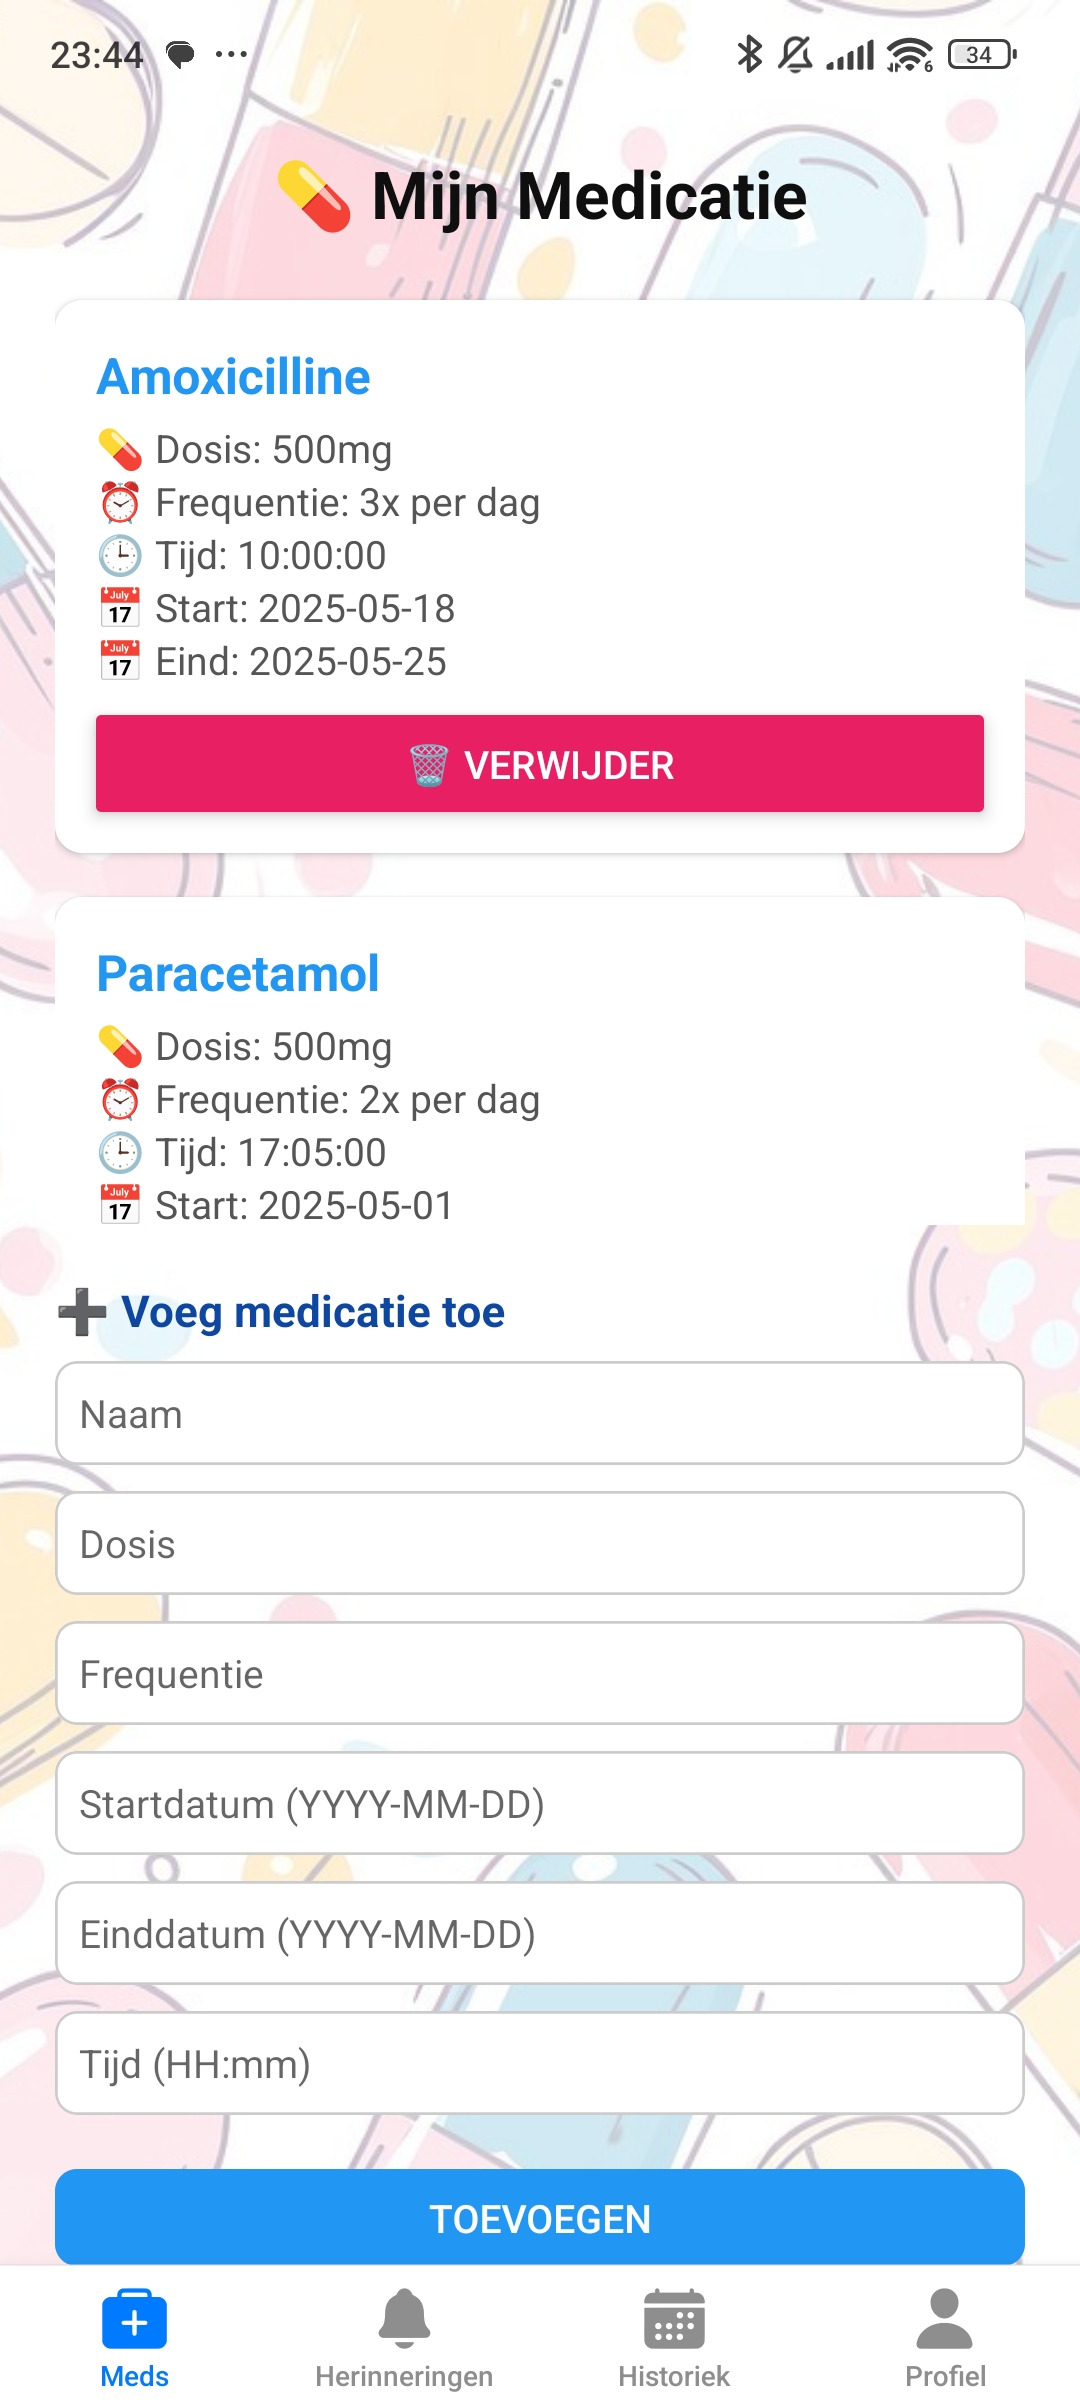 23:44
34
💊 Mijn Medicatie
Amoxicilline
💊 Dosis: 500mg
⏰ Frequentie: 3x per dag
🕒 Tijd: 10:00:00
📅 Start: 2025-05-18
📅 Eind: 2025-05-25
🗑️ VERWIJDER
Paracetamol
💊 Dosis: 500mg
⏰ Frequentie: 2x per dag
🕒 Tijd: 17:05:00
📅 Start: 2025-05-01
➕ Voeg medicatie toe
Naam
Dosis
Frequentie
Startdatum (YYYY-MM-DD)
Einddatum (YYYY-MM-DD)
Tijd (HH:mm)
TOEVOEGEN
Meds Herinneringen Historiek Profiel